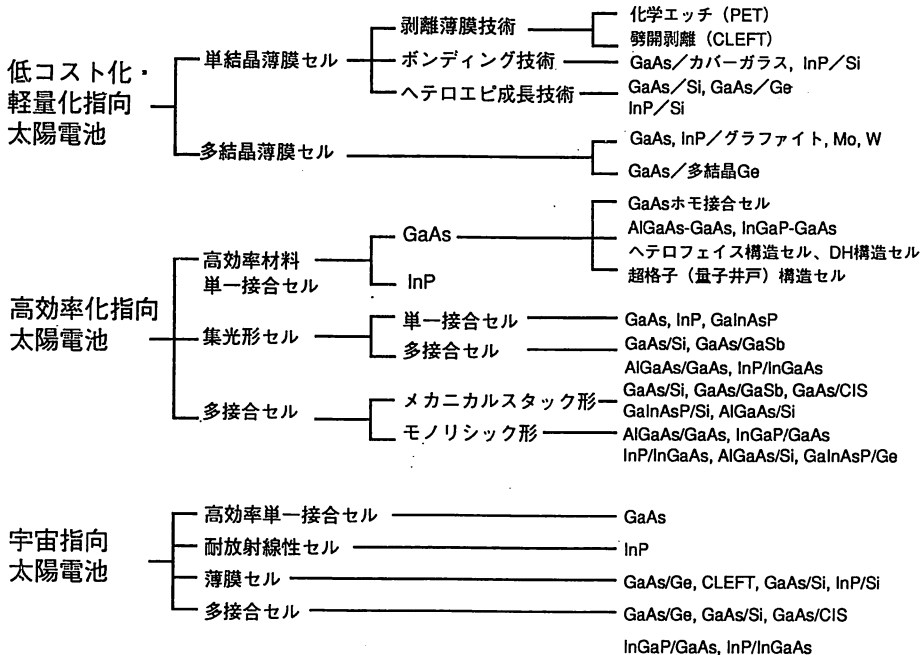 低コスト化・
軽量化指向
太陽電池
単結晶薄膜セル
剥離薄膜技術
化学エッチ（PET）
劈開剥離（CLEFT）
ボンディング技術
GaAs／カバーガラス, InP／Si
ヘテロエピ成長技術
GaAs／Si, GaAs／Ge
InP／Si
多結晶薄膜セル
GaAs, InP／グラファイト, Mo, W
GaAs／多結晶Ge
高効率化指向
太陽電池
高効率材料
単一接合セル
GaAs
GaAsホモ接合セル
AlGaAs-GaAs, InGaP-GaAs
ヘテロフェイス構造セル、DH構造セル
超格子（量子井戸）構造セル
InP
集光形セル
単一接合セル
GaAs, InP, GaInAsP
多接合セル
GaAs/Si, GaAs/GaSb
AlGaAs/GaAs, InP/InGaAs
多接合セル
メカニカルスタック形
GaAs/Si, GaAs/GaSb, GaAs/CIS
GaInAsP/Si, AlGaAs/Si
モノリシック形
AlGaAs/GaAs, InGaP/GaAs
InP/InGaAs, AlGaAs/Si, GaInAsP/Ge
宇宙指向
太陽電池
高効率単一接合セル
GaAs
耐放射線性セル
InP
薄膜セル
GaAs/Ge, CLEFT, GaAs/Si, InP/Si
多接合セル
GaAs/Ge, GaAs/Si, GaAs/CIS
InGaP/GaAs, InP/InGaAs